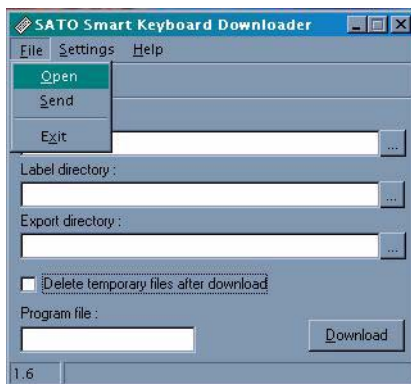 SATO Smart Keyboard Downloader
File Settings Help
Open
Send
Exit
...
Label directory :
...
Export directory :
...
Delete temporary files after download
Program file :
Download
1.6